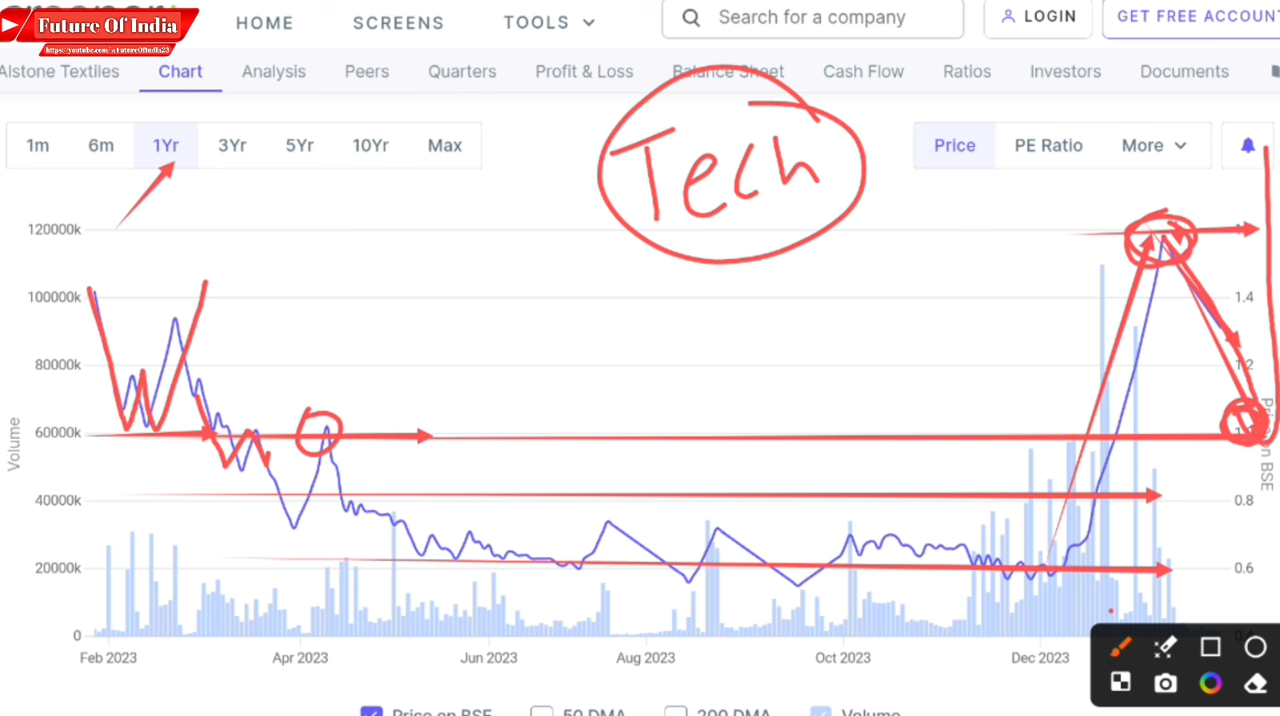 Future Of India
https://youtube.com/@FutureOfIndia23
HOME SCREENS TOOLS
Search for a company
LOGIN
GET FREE ACCOUNT
Alstone Textiles Chart Analysis Peers Quarters Profit & Loss Balance Sheet Cash Flow Ratios Investors Documents
1m 6m 1Yr 3Yr 5Yr 10Yr Max
Price PE Ratio More
Tech
120000k
100000k 1.4
80000k 1.2
60000k
40000k 0.8
20000k 0.6
0
Volume
on BSE
Feb 2023 Apr 2023 Jun 2023 Aug 2023 Oct 2023 Dec 2023
Price on BSE 50 DMA 200 DMA Volume